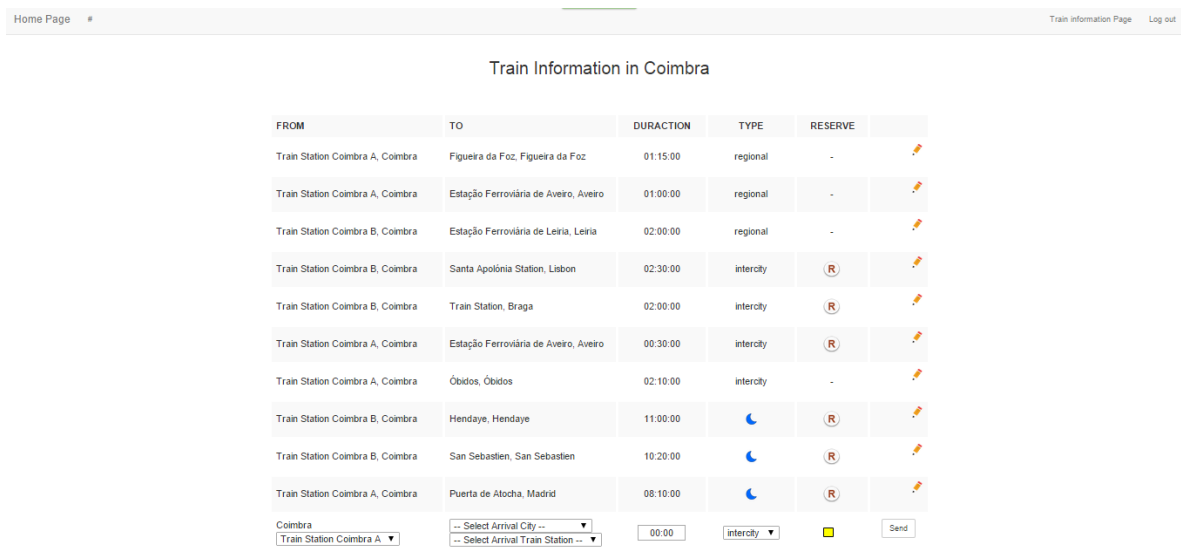 Home Page # Train information Page Log out
Train Information in Coimbra
FROM TO DURACTION TYPE RESERVE
Train Station Coimbra A, Coimbra Figueira da Foz, Figueira da Foz 01:15:00 regional -
Train Station Coimbra A, Coimbra Estação Ferroviária de Aveiro, Aveiro 01:00:00 regional -
Train Station Coimbra B, Coimbra Estação Ferroviária de Leiria, Leiria 02:00:00 regional -
Train Station Coimbra B, Coimbra Santa Apolónia Station, Lisbon 02:30:00 intercity R
Train Station Coimbra B, Coimbra Train Station, Braga 02:00:00 intercity R
Train Station Coimbra A, Coimbra Estação Ferroviária de Aveiro, Aveiro 00:30:00 intercity R
Train Station Coimbra A, Coimbra Óbidos, Óbidos 02:10:00 intercity -
Train Station Coimbra B, Coimbra Hendaye, Hendaye 11:00:00 R
Train Station Coimbra B, Coimbra San Sebastien, San Sebastien 10:20:00 R
Train Station Coimbra A, Coimbra Puerta de Atocha, Madrid 08:10:00 R
Coimbra -- Select Arrival City -- 00:00 intercity Send
Train Station Coimbra A -- Select Arrival Train Station --